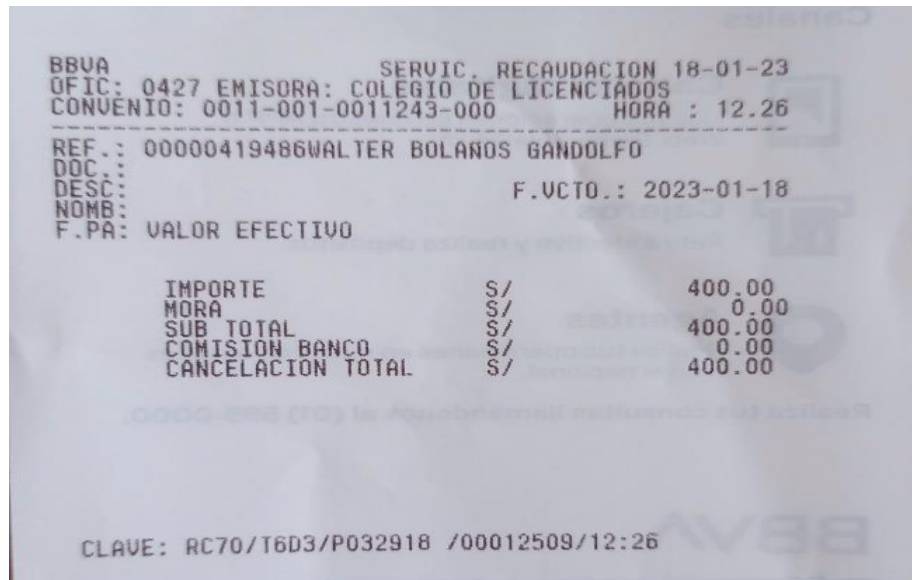 BBVA SERVIC. RECAUDACION 18-01-23
OFIC: 0427 EMISORA: COLEGIO DE LICENCIADOS
CONVENIO: 0011-001-0011243-000 HORA : 12.26
REF.: 00000419486WALTER BOLAÑOS GANDOLFO
DOC.:
DESC: F.VCTO.: 2023-01-18
NOMB:
F.PA: VALOR EFECTIVO
IMPORTE S/ 400.00
MORA S/ 0.00
SUB TOTAL S/ 400.00
COMISION BANCO S/ 0.00
CANCELACION TOTAL S/ 400.00
CLAVE: RC70/T6D3/P032918 /00012509/12:26